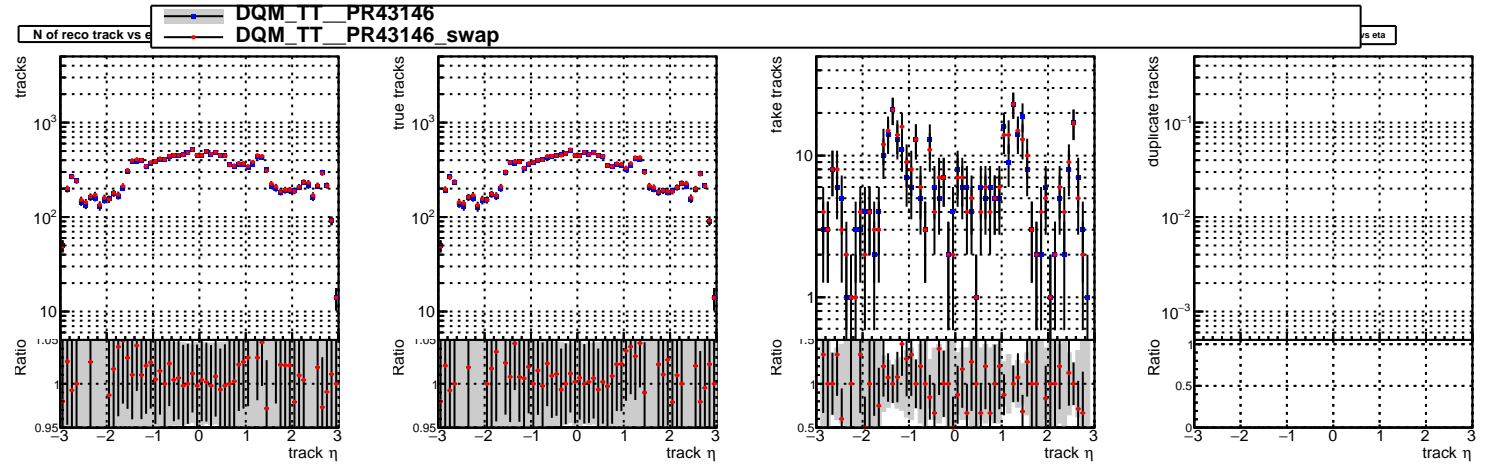 DQM_TT__PR43146
DQM_TT__PR43146_swap
N of reco track vs e
vs eta
tracks
10³
10²
10
Ratio
1.05
1
0.95
−3 −2 −1 0 1 2 3
track η
true tracks
10³
10²
10
Ratio
1.05
1
0.95
−3 −2 −1 0 1 2 3
track η
fake tracks
10
1
Ratio
1.5
1
0.5
−3 −2 −1 0 1 2 3
track η
duplicate tracks
10⁻¹
10⁻²
10⁻³
Ratio
1
0.5
0
−3 −2 −1 0 1 2 3
track η